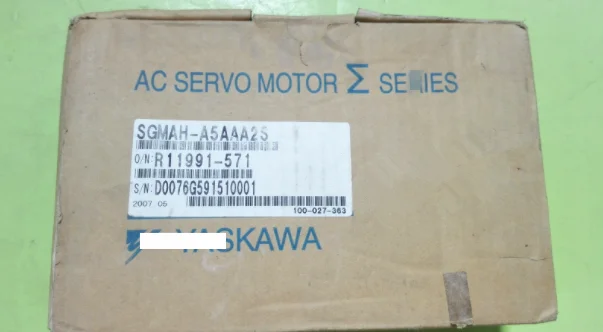 AC SERVO MOTOR Σ SERIES
SGMAH-A5AAA2S
O/N: R11991-571
S/N: D0076G591510001
2007.05
100-027-363
YASKAWA